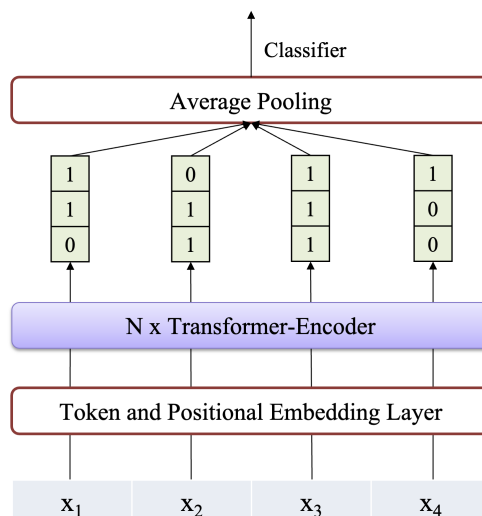 Classifier
Average Pooling
1 0 1 1
1 1 1 0
0 1 1 0
N x Transformer-Encoder
Token and Positional Embedding Layer
x₁ x₂ x₃ x₄